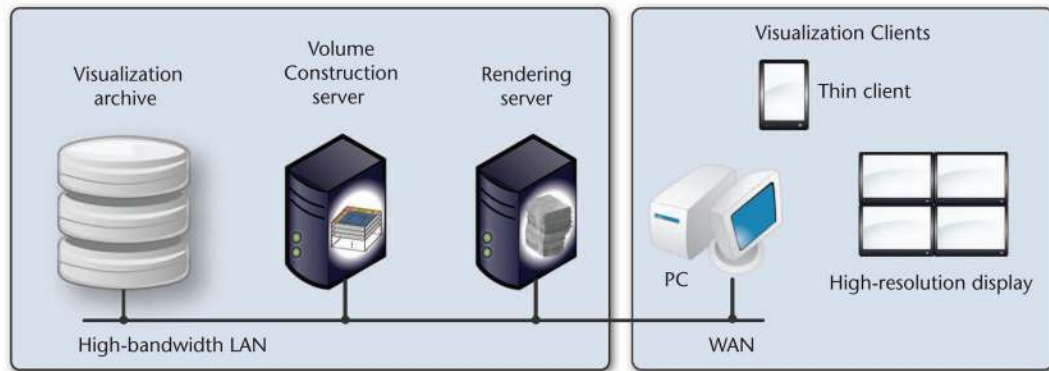 Visualization
archive
Volume
Construction
server
Rendering
server
High-bandwidth LAN
Visualization Clients
Thin client
PC
High-resolution display
WAN